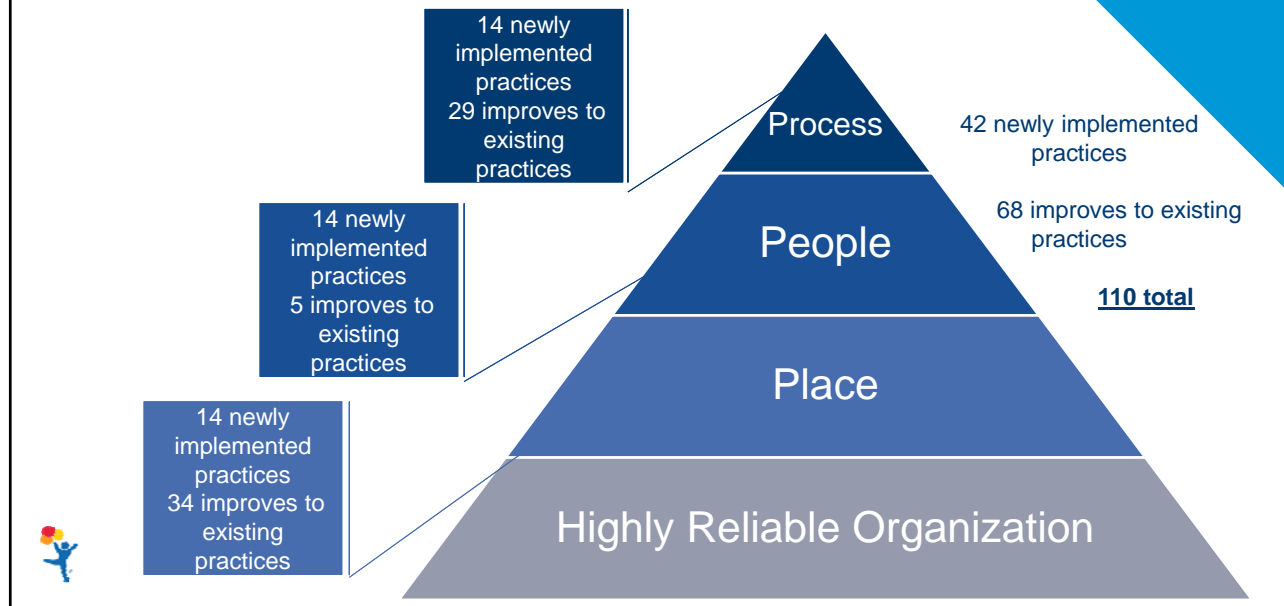 14 newly
implemented
practices
29 improves to
existing
practices
Process
42 newly implemented
practices
68 improves to existing
practices
110 total
14 newly
implemented
practices
5 improves to
existing
practices
People
14 newly
implemented
practices
34 improves to
existing
practices
Place
Highly Reliable Organization